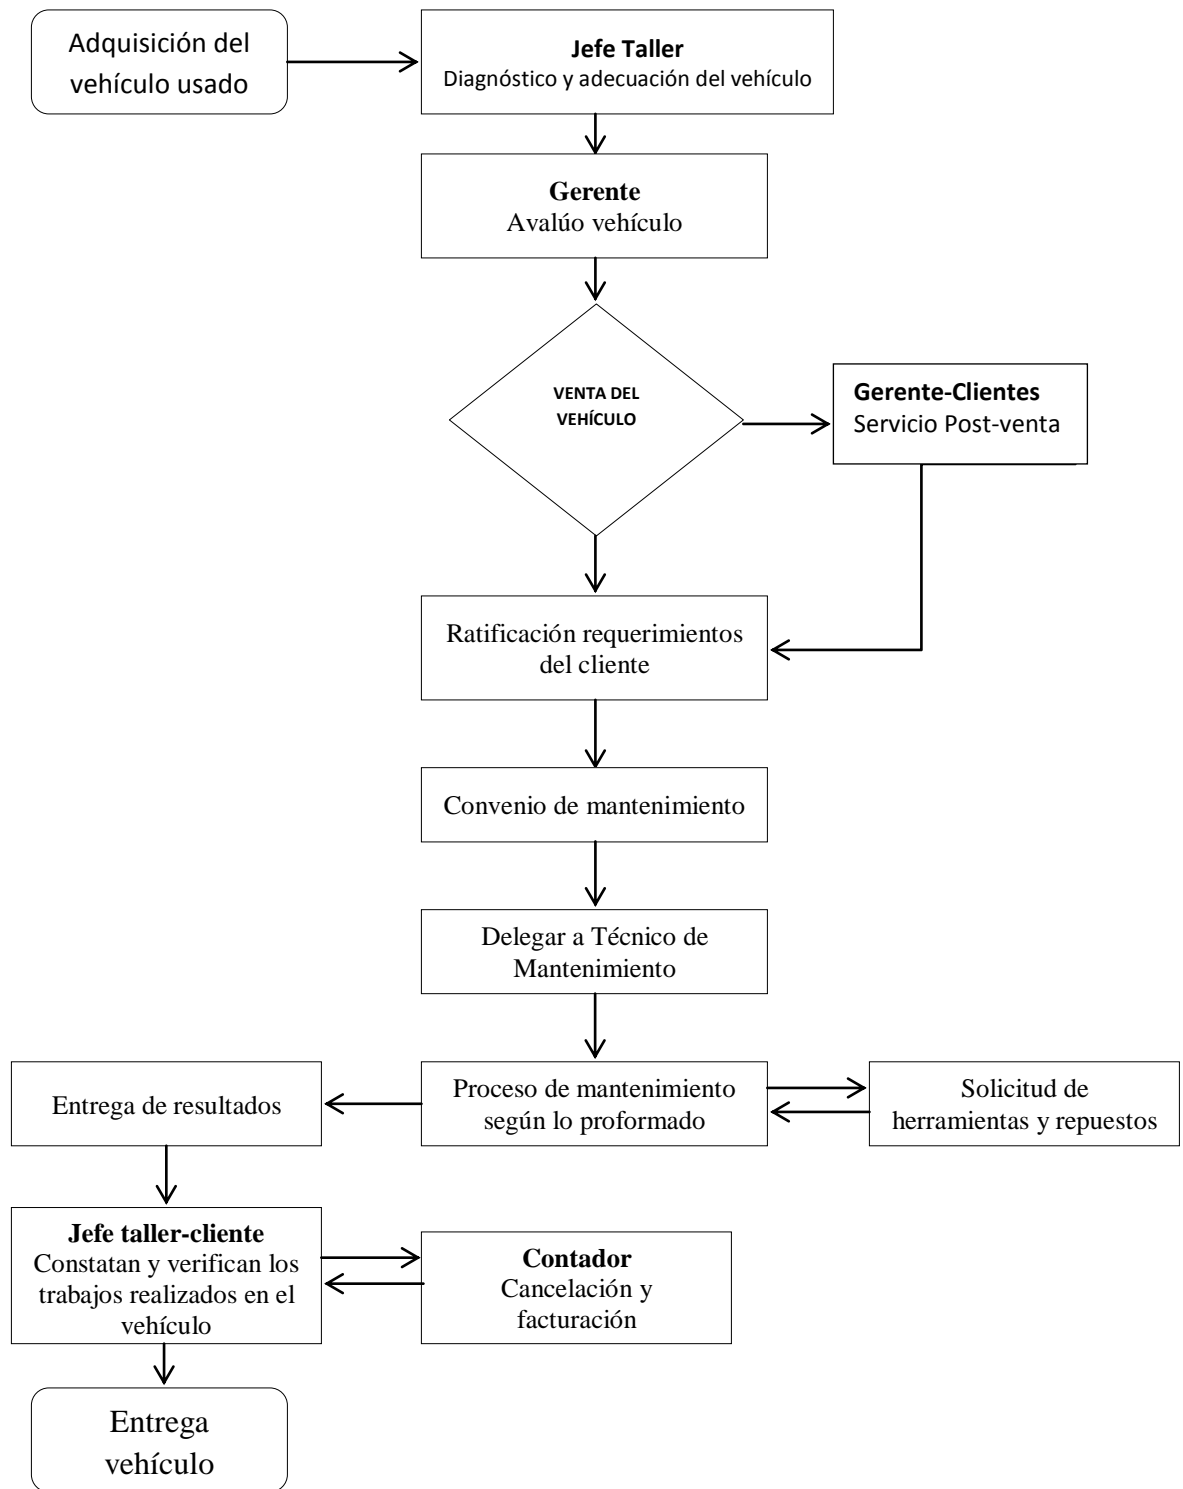 Adquisición del
vehículo usado
Jefe Taller
Diagnóstico y adecuación del vehículo
Gerente
Avalúo vehículo
VENTA DEL
VEHÍCULO
Gerente-Clientes
Servicio Post-venta
Ratificación requerimientos
del cliente
Convenio de mantenimiento
Delegar a Técnico de
Mantenimiento
Entrega de resultados
Proceso de mantenimiento
según lo proformado
Solicitud de
herramientas y repuestos
Jefe taller-cliente
Constatan y verifican los
trabajos realizados en el
vehículo
Contador
Cancelación y
facturación
Entrega
vehículo